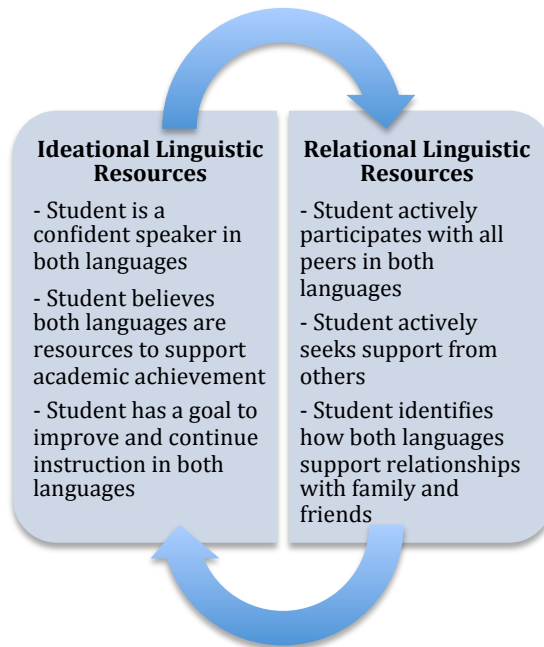 Ideational Linguistic
Resources
- Student is a
confident speaker in
both languages
- Student believes
both languages are
resources to support
academic achievement
- Student has a goal to
improve and continue
instruction in both
languages
Relational Linguistic
Resources
- Student actively
participates with all
peers in both
languages
- Student actively
seeks support from
others
- Student identifies
how both languages
support relationships
with family and
friends